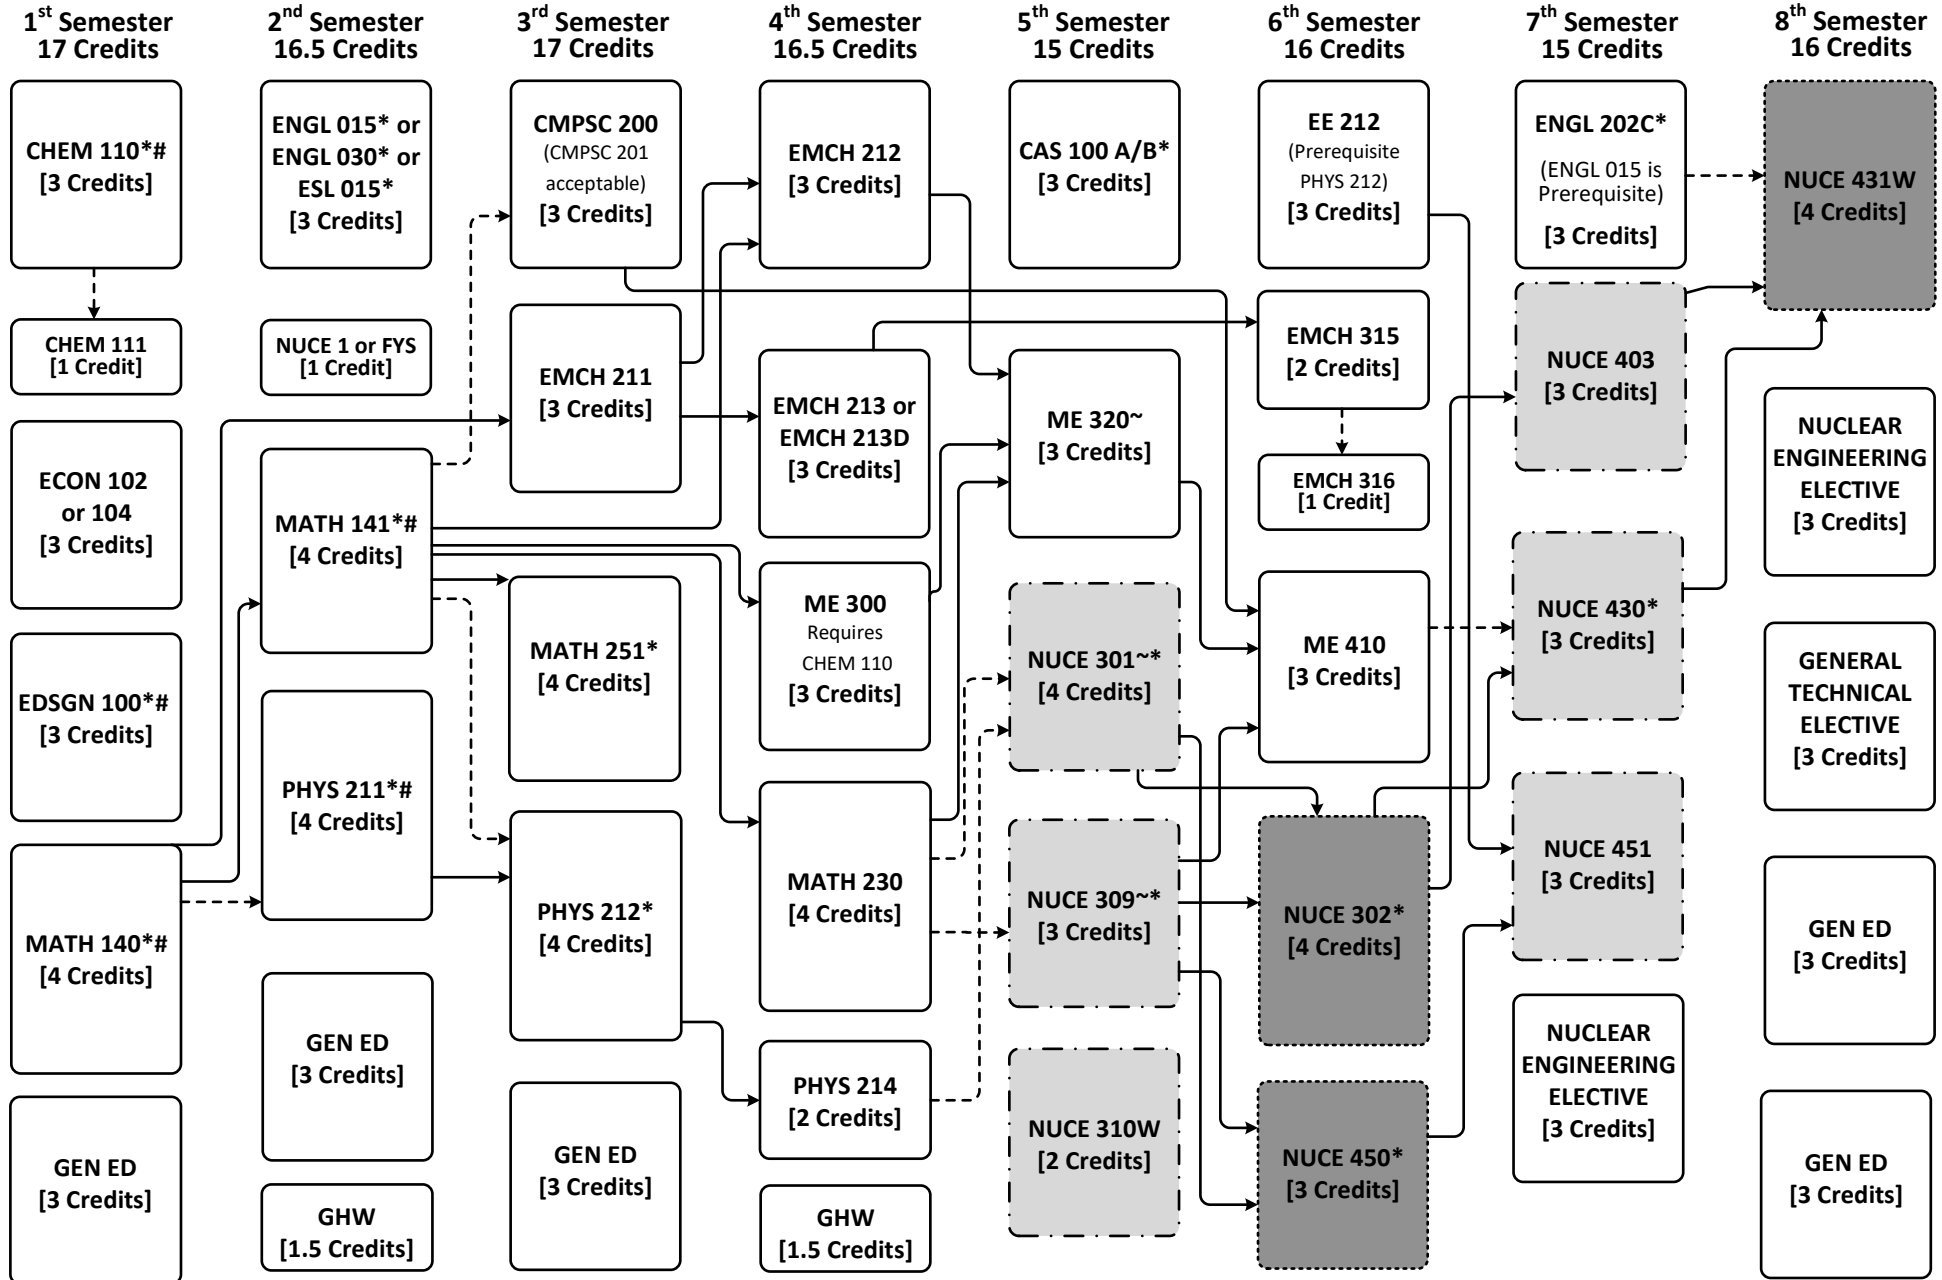 1st Semester
17 Credits
2nd Semester
16.5 Credits
3rd Semester
17 Credits
4th Semester
16.5 Credits
5th Semester
15 Credits
6th Semester
16 Credits
7th Semester
15 Credits
8th Semester
16 Credits
CHEM 110*#
[3 Credits]
CHEM 111
[1 Credit]
ECON 102
or 104
[3 Credits]
EDSGN 100*#
[3 Credits]
MATH 140*#
[4 Credits]
GEN ED
[3 Credits]
ENGL 015* or
ENGL 030* or
ESL 015*
[3 Credits]
NUCE 1 or FYS
[1 Credit]
MATH 141*#
[4 Credits]
PHYS 211*#
[4 Credits]
GEN ED
[3 Credits]
GHW
[1.5 Credits]
CMPSC 200
(CMPSC 201
acceptable)
[3 Credits]
EMCH 211
[3 Credits]
MATH 251*
[4 Credits]
PHYS 212*
[4 Credits]
GEN ED
[3 Credits]
EMCH 212
[3 Credits]
EMCH 213 or
EMCH 213D
[3 Credits]
ME 300
Requires
CHEM 110
[3 Credits]
MATH 230
[4 Credits]
PHYS 214
[2 Credits]
GHW
[1.5 Credits]
CAS 100 A/B*
[3 Credits]
ME 320~
[3 Credits]
NUCE 301~*
[4 Credits]
NUCE 309~*
[3 Credits]
NUCE 310W
[2 Credits]
EE 212
(Prerequisite
PHYS 212)
[3 Credits]
EMCH 315
[2 Credits]
EMCH 316
[1 Credit]
ME 410
[3 Credits]
NUCE 302*
[4 Credits]
NUCE 450*
[3 Credits]
ENGL 202C*
(ENGL 015 is
Prerequisite)
[3 Credits]
NUCE 403
[3 Credits]
NUCE 430*
[3 Credits]
NUCE 451
[3 Credits]
NUCLEAR
ENGINEERING
ELECTIVE
[3 Credits]
NUCE 431W
[4 Credits]
NUCLEAR
ENGINEERING
ELECTIVE
[3 Credits]
GENERAL
TECHNICAL
ELECTIVE
[3 Credits]
GEN ED
[3 Credits]
GEN ED
[3 Credits]